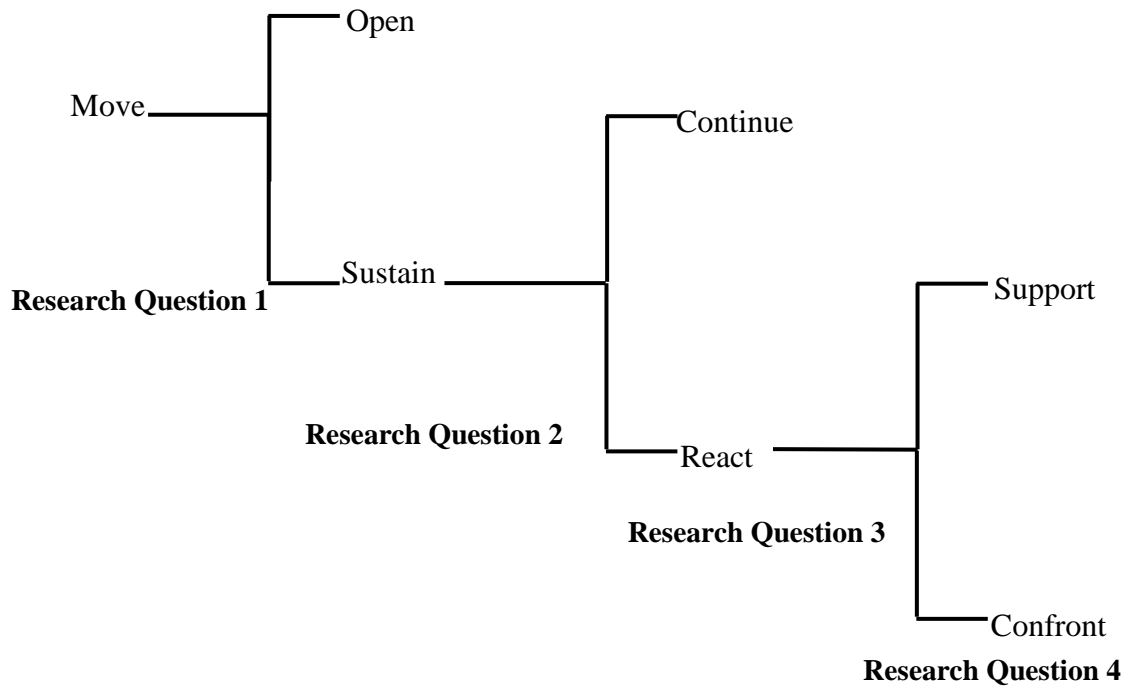 Open
Move
Continue
Sustain
Research Question 1
Support
Research Question 2
React
Research Question 3
Confront
Research Question 4